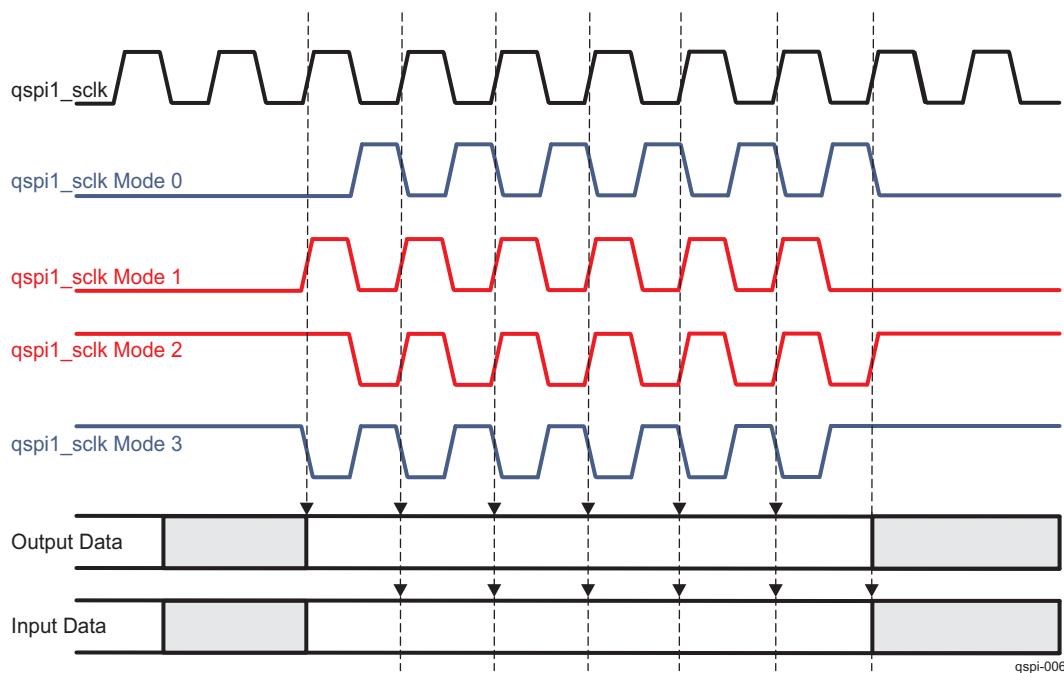 qspi1_sclk
qspi1_sclk Mode 0
qspi1_sclk Mode 1
qspi1_sclk Mode 2
qspi1_sclk Mode 3
Output Data
Input Data
qspi-006